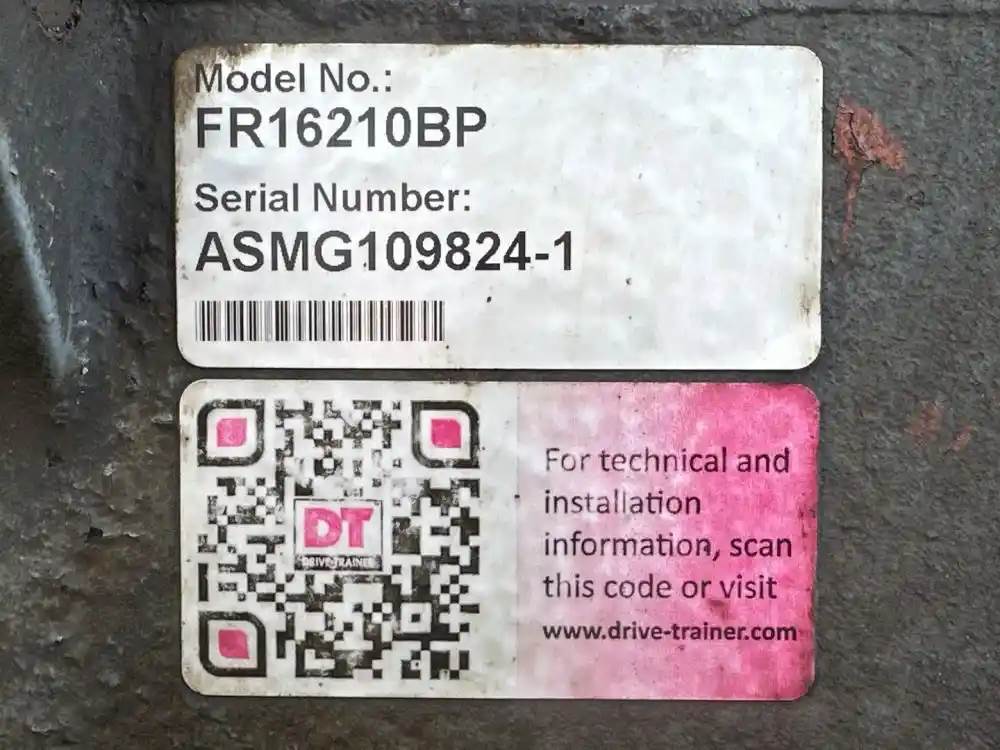 Model No.:
FR16210BP
Serial Number:
ASMG109824-1
DT
DRIVE-TRAINER
For technical and
installation
information, scan
this code or visit
www.drive-trainer.com